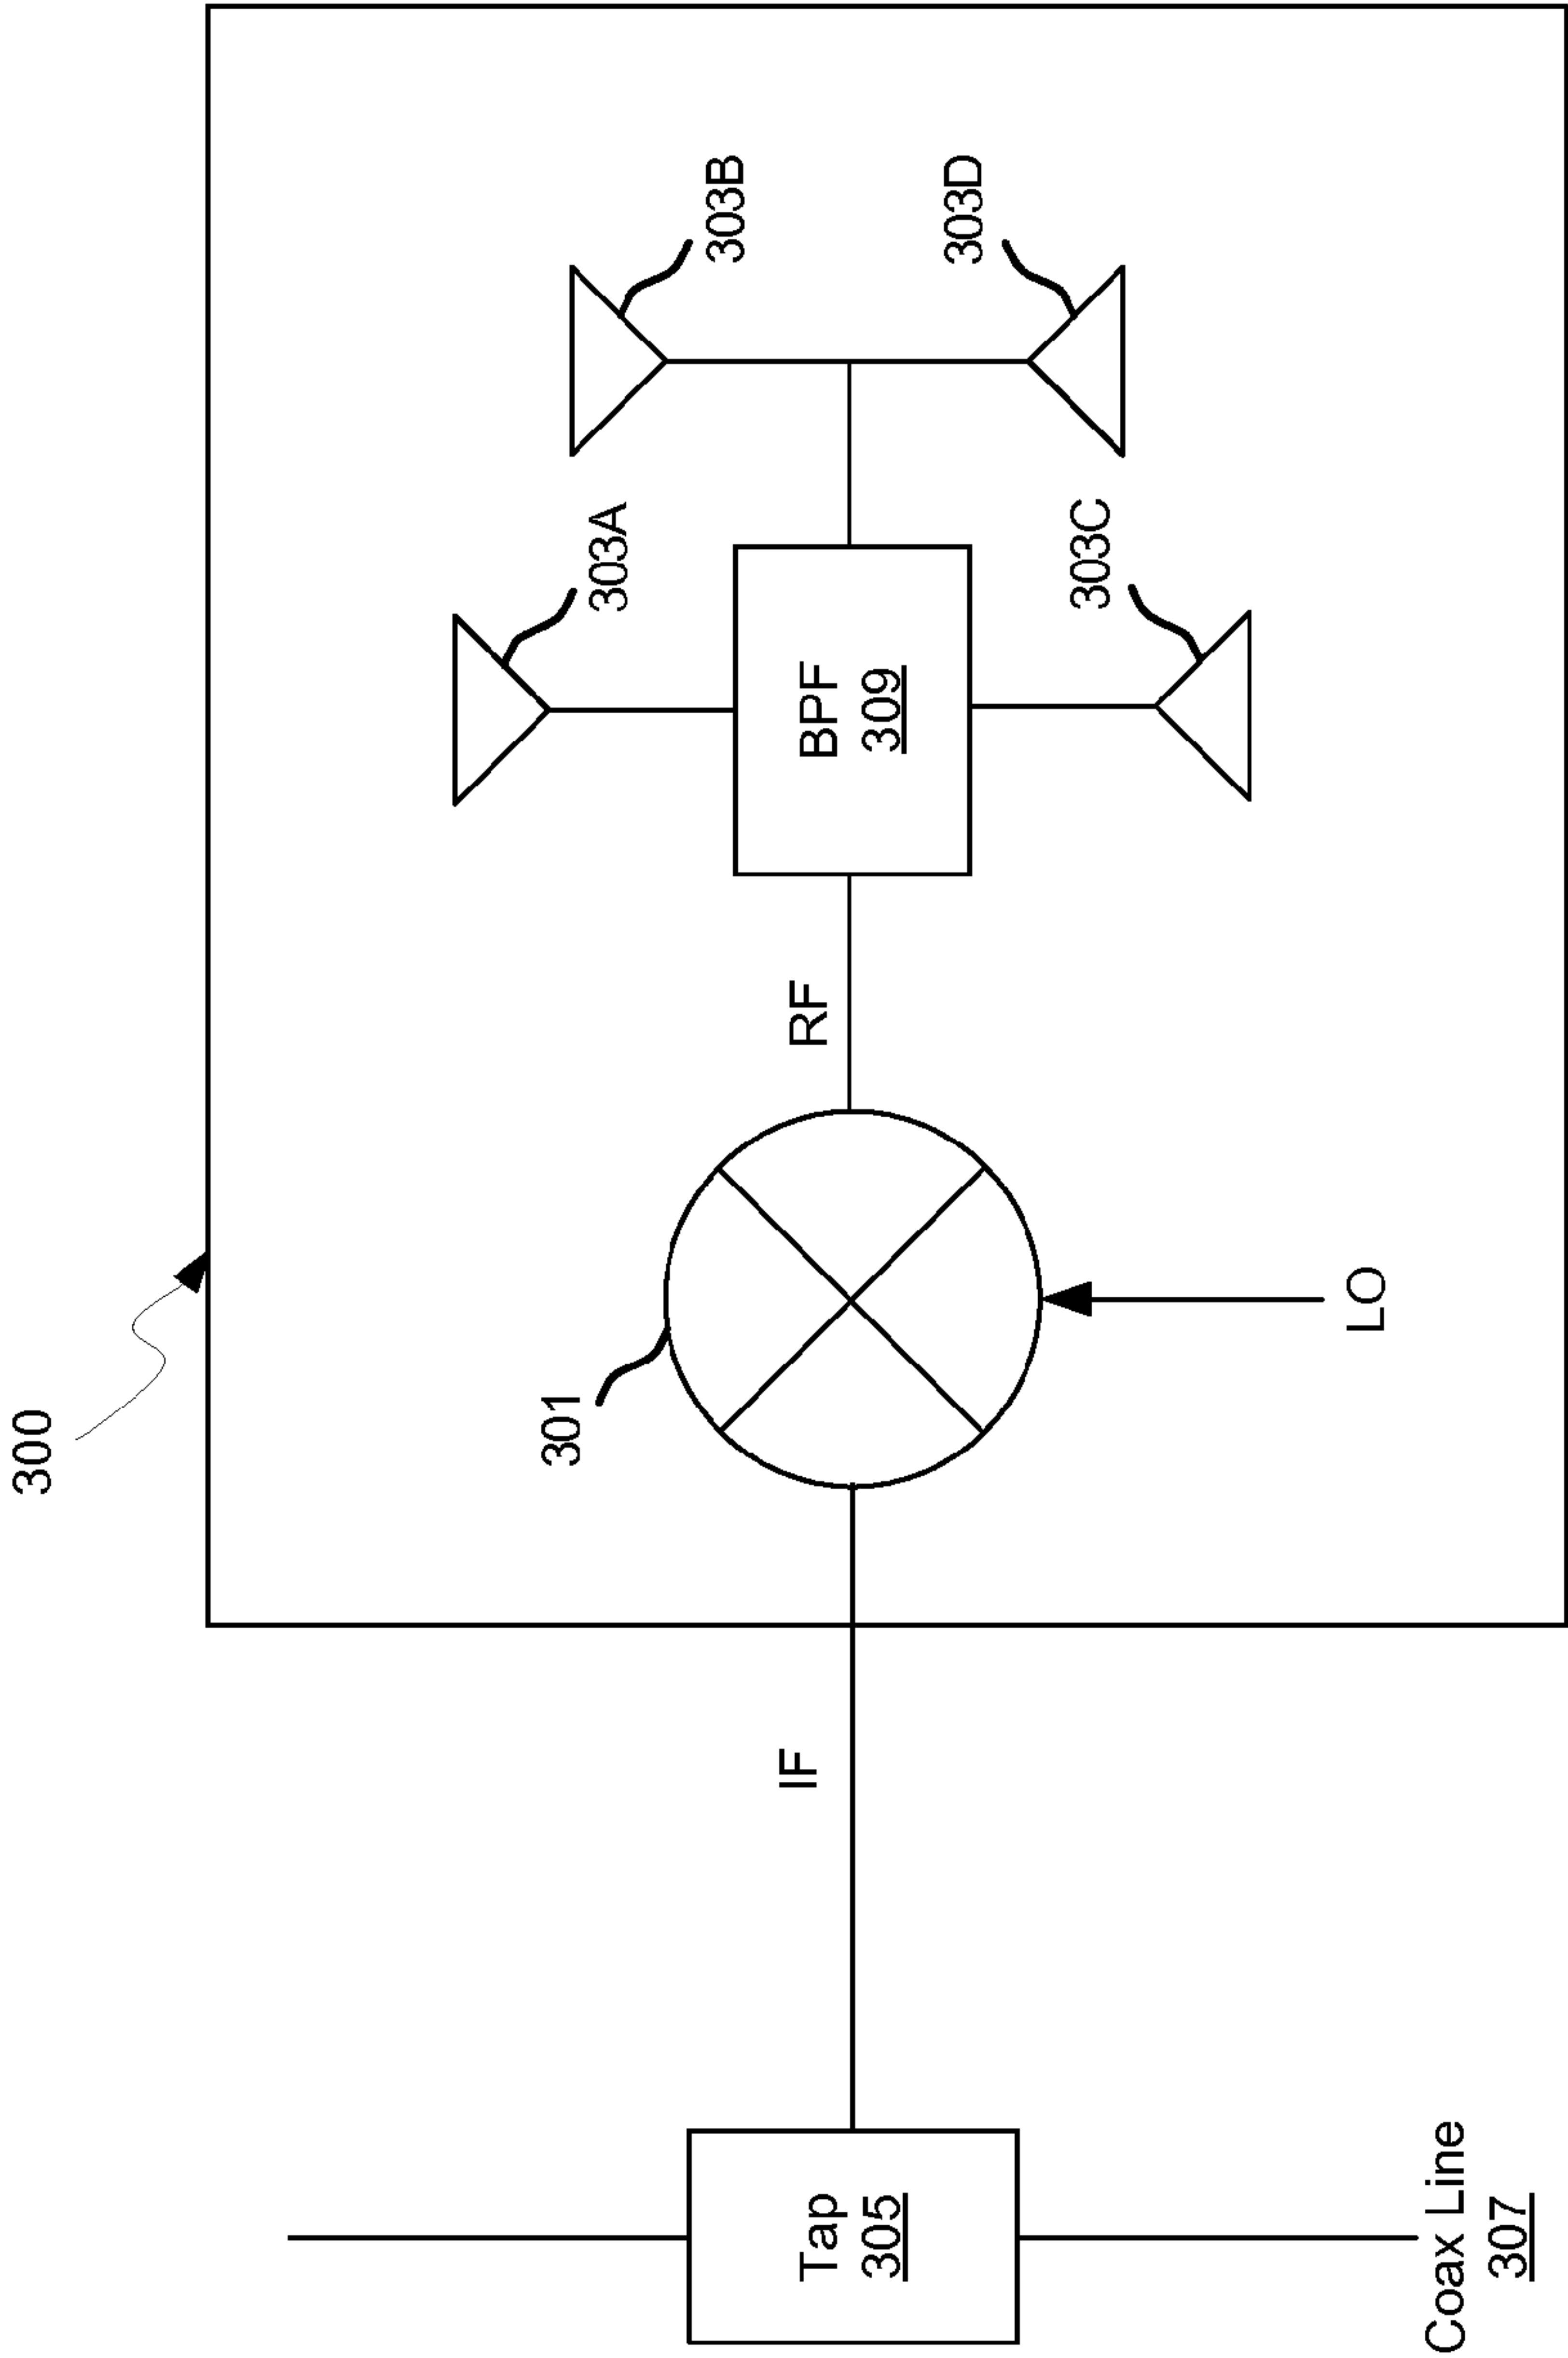 300
303B
303D
303A
303C
BPF
309
RF
301
LO
IF
Tap
305
Coax Line
307